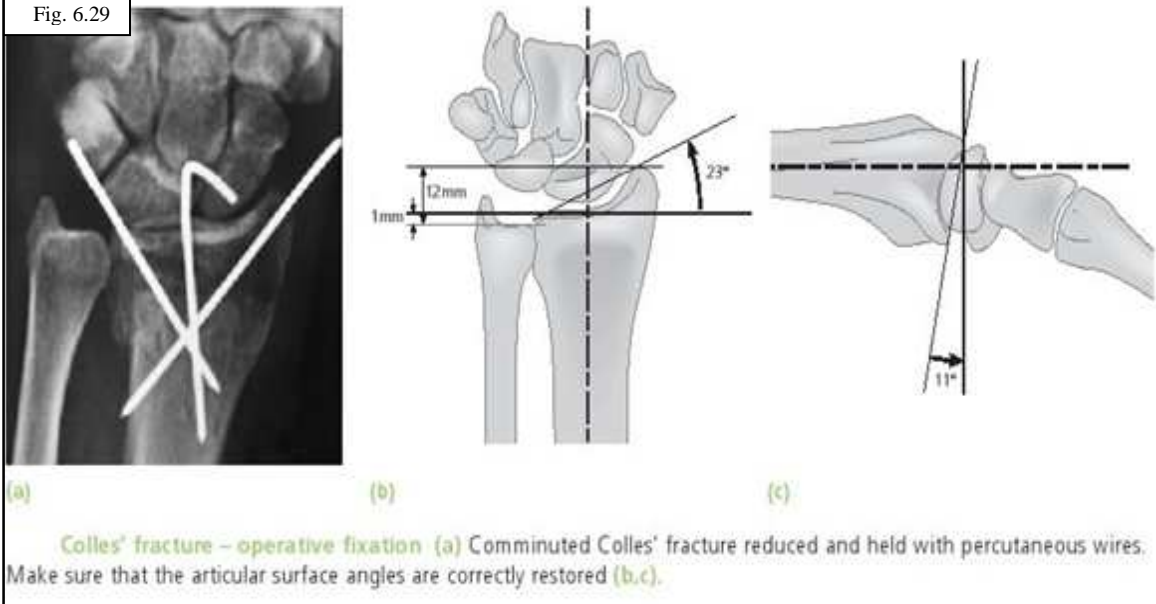 Fig. 6.29
12mm
1mm
23°
11°
(a)
(b)
(c)
Colles' fracture – operative fixation (a) Comminuted Colles' fracture reduced and held with percutaneous wires.
Make sure that the articular surface angles are correctly restored (b,c).